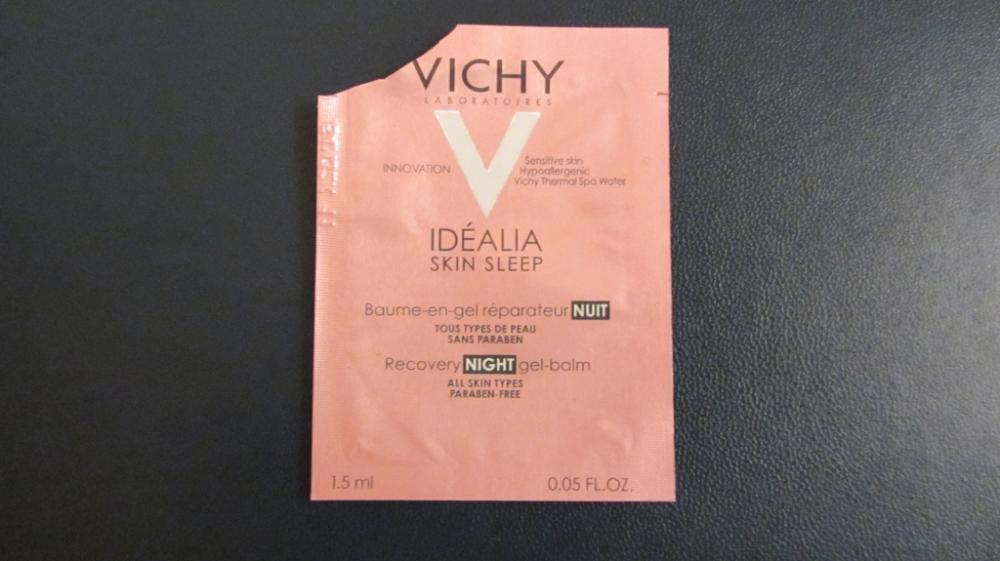 VICHY
LABORATOIRES
V
INNOVATION
Sensitive skin
Hypoallergenic
Vichy Thermal Spa Water
IDÉALIA
SKIN SLEEP
Baume-en-gel réparateur NUIT
TOUS TYPES DE PEAU
SANS PARABEN
Recovery NIGHT gel-balm
ALL SKIN TYPES
PARABEN-FREE
1.5 ml 0.05 FL.OZ.